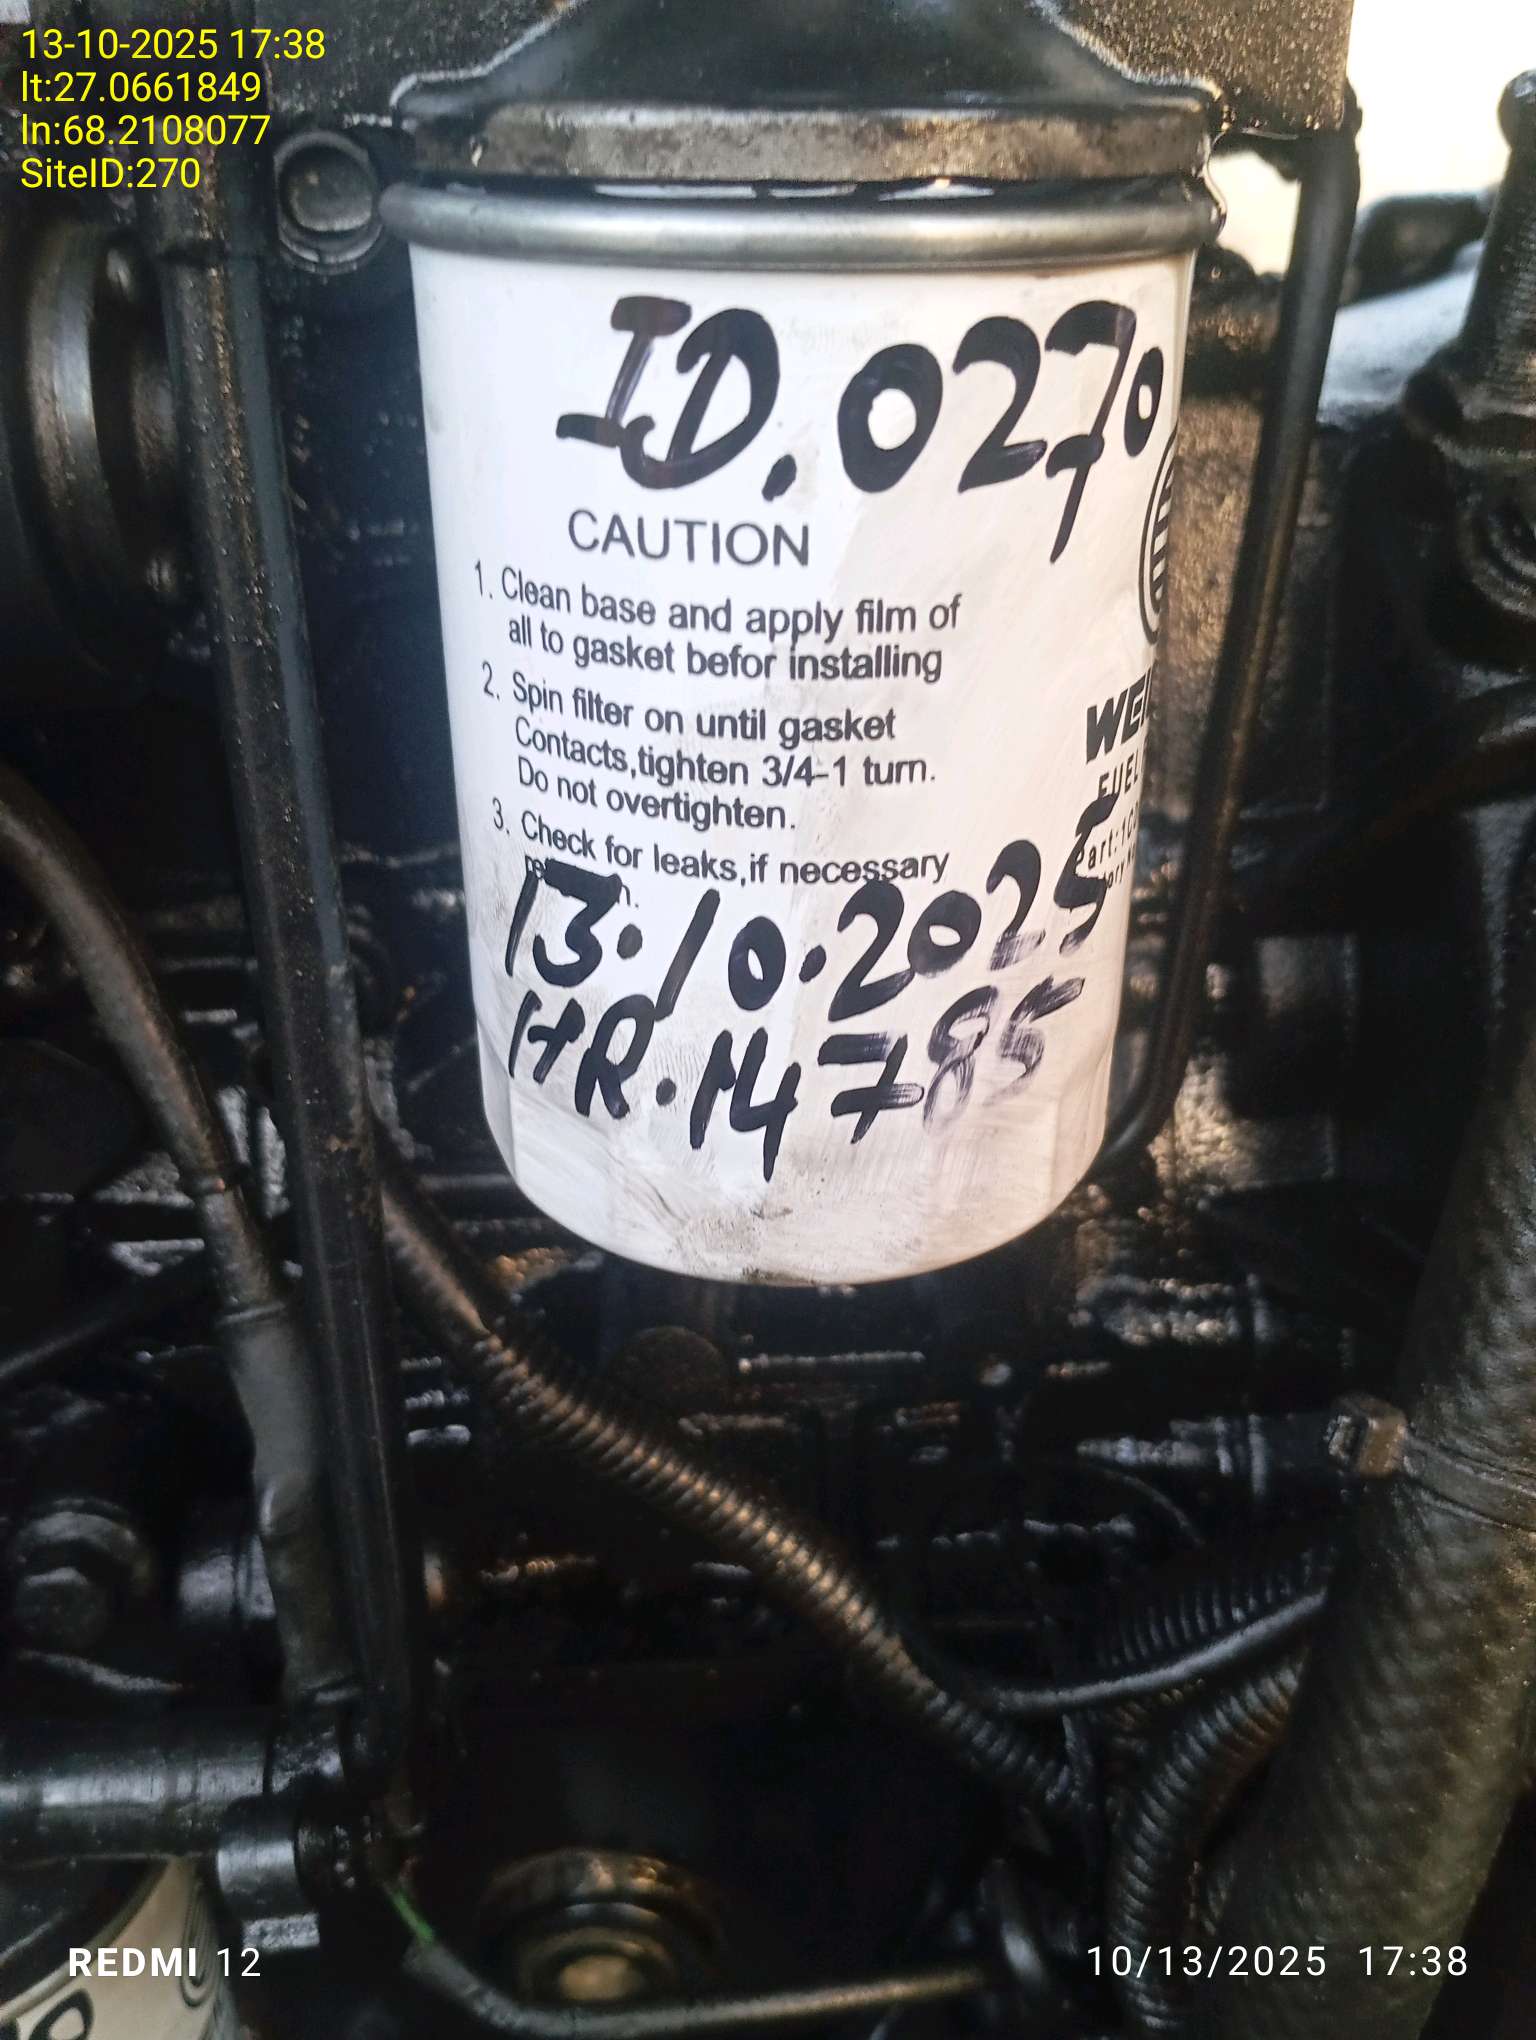 13-10-2025 17:38
lt:27.0661849
ln:68.2108077
SiteID:270
ID.0270
CAUTION
1. Clean base and apply film of
all to gasket befor installing
2. Spin filter on until gasket
Contacts,tighten 3/4-1 turn.
Do not overtighten.
3. Check for leaks,if necessary
FUEL
13.10.2025
HR.14785
REDMI 12
10/13/2025 17:38